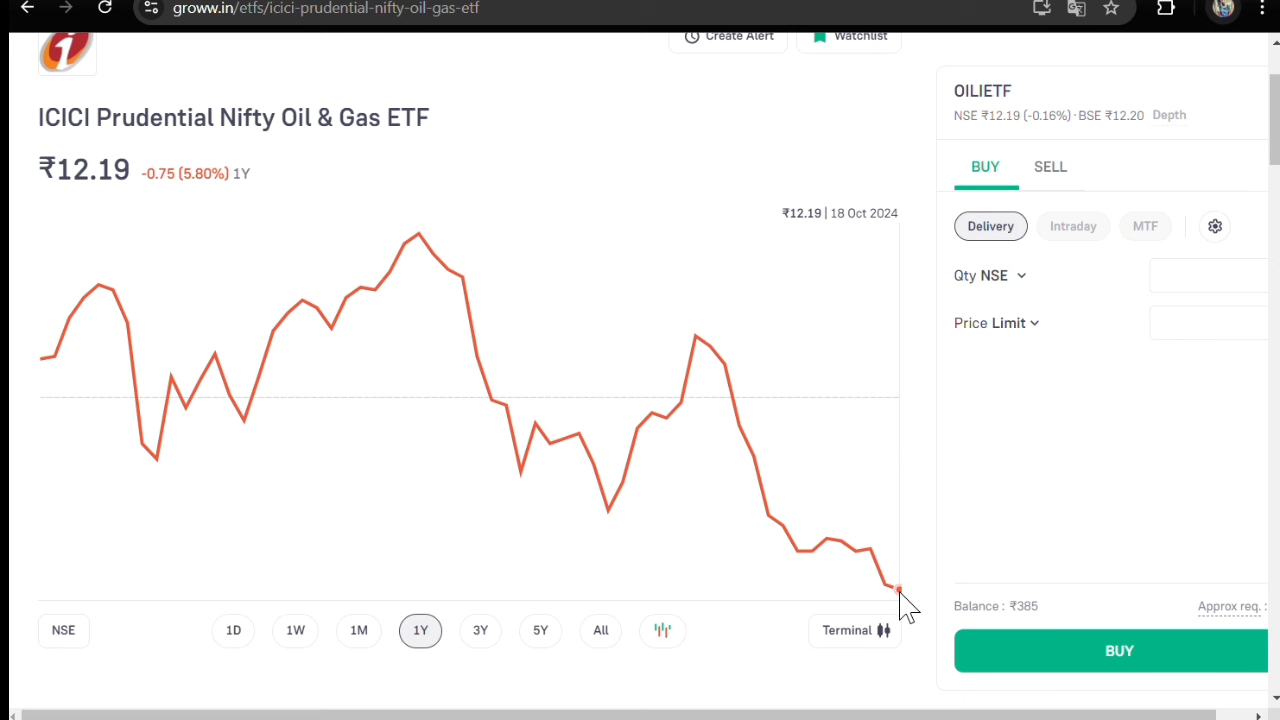 groww.in/etfs/icici-prudential-nifty-oil-gas-etf
Create Alert
Watchlist
ICICI Prudential Nifty Oil & Gas ETF
₹12.19 -0.75 (5.80%) 1Y
₹12.19 | 18 Oct 2024
NSE
1D
1W
1M
1Y
3Y
5Y
All
Terminal
OILIETF
NSE ₹12.19 (-0.16%) · BSE ₹12.20 Depth
BUY SELL
Delivery Intraday MTF
Qty NSE
Price Limit
Balance : ₹385
Approx req. :
BUY